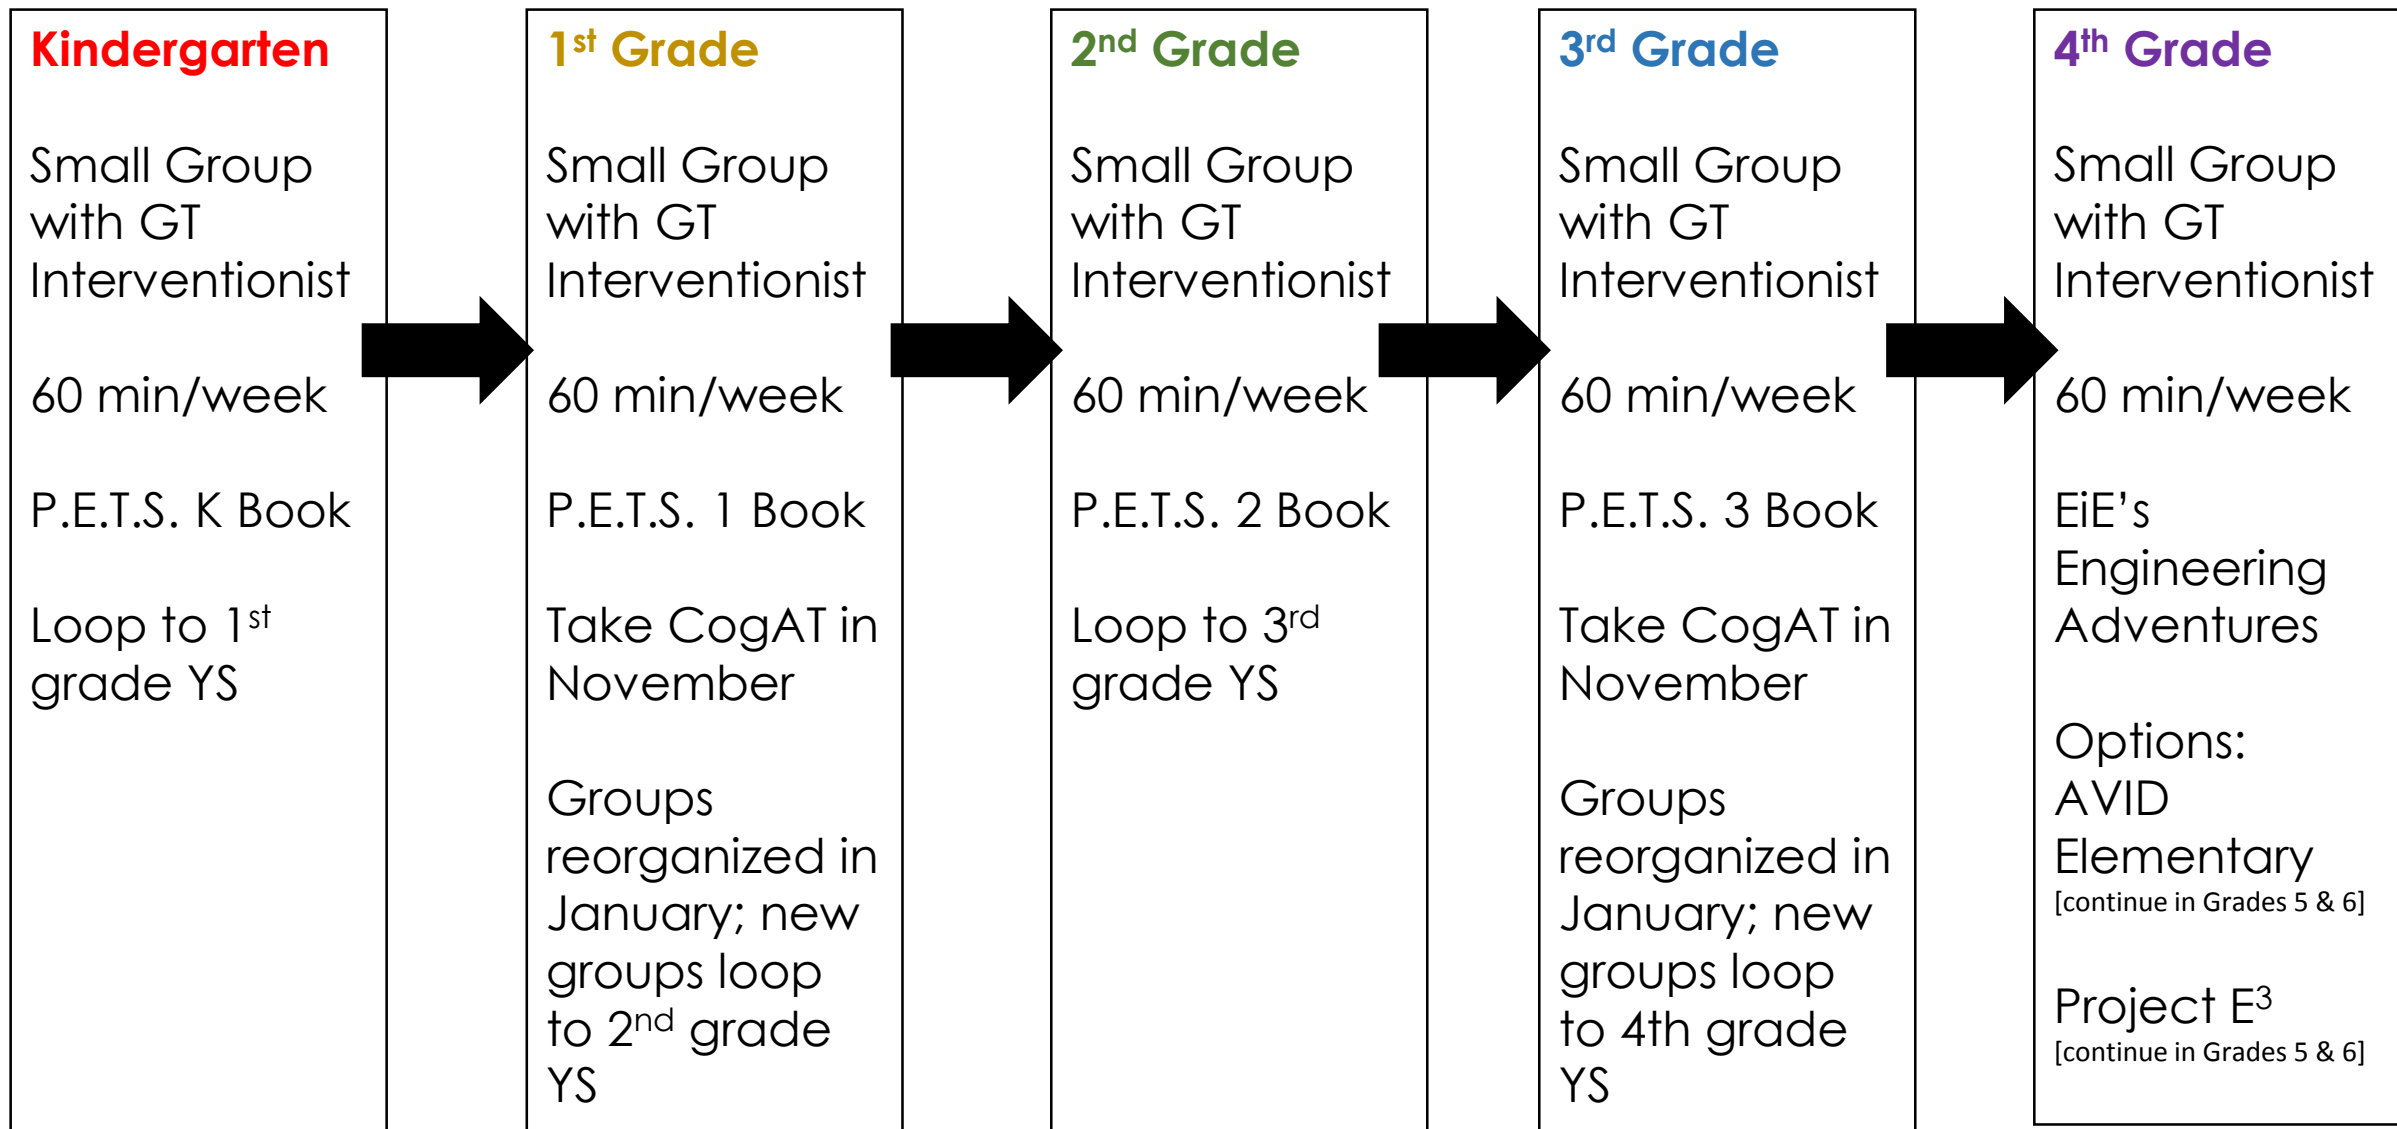 Kindergarten
Small Group
with GT
Interventionist
60 min/week
P.E.T.S. K Book
Loop to 1st
grade YS
1st Grade
Small Group
with GT
Interventionist
60 min/week
P.E.T.S. 1 Book
Take CogAT in
November
Groups
reorganized in
January; new
groups loop
to 2nd grade
YS
2nd Grade
Small Group
with GT
Interventionist
60 min/week
P.E.T.S. 2 Book
Loop to 3rd
grade YS
3rd Grade
Small Group
with GT
Interventionist
60 min/week
P.E.T.S. 3 Book
Take CogAT in
November
Groups
reorganized in
January; new
groups loop
to 4th grade
YS
4th Grade
Small Group
with GT
Interventionist
60 min/week
EiE’s
Engineering
Adventures
Options:
AVID
Elementary
[continue in Grades 5 & 6]
Project E3
[continue in Grades 5 & 6]